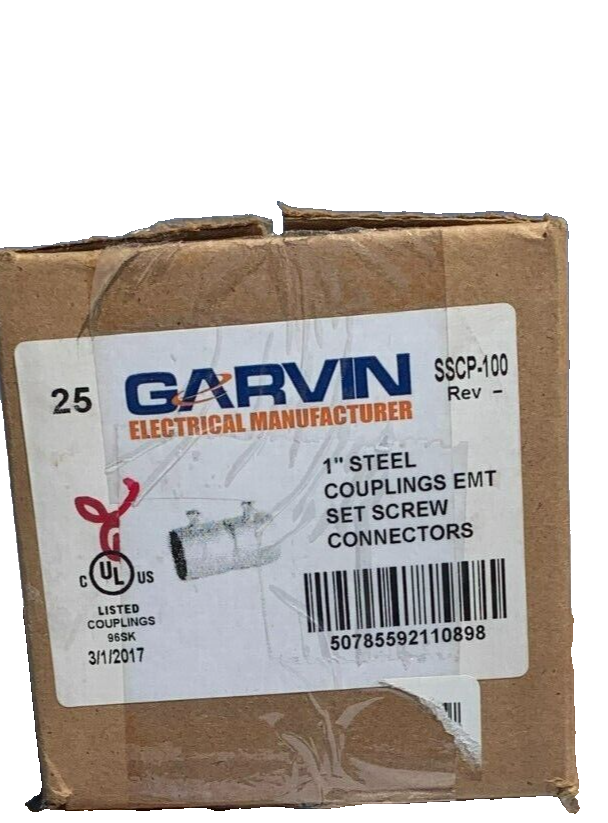 25
GARVIN
ELECTRICAL MANUFACTURER
SSCP-100
Rev –
1" STEEL
COUPLINGS EMT
SET SCREW
CONNECTORS
C UL US
LISTED
COUPLINGS
96SK
3/1/2017
50785592110898